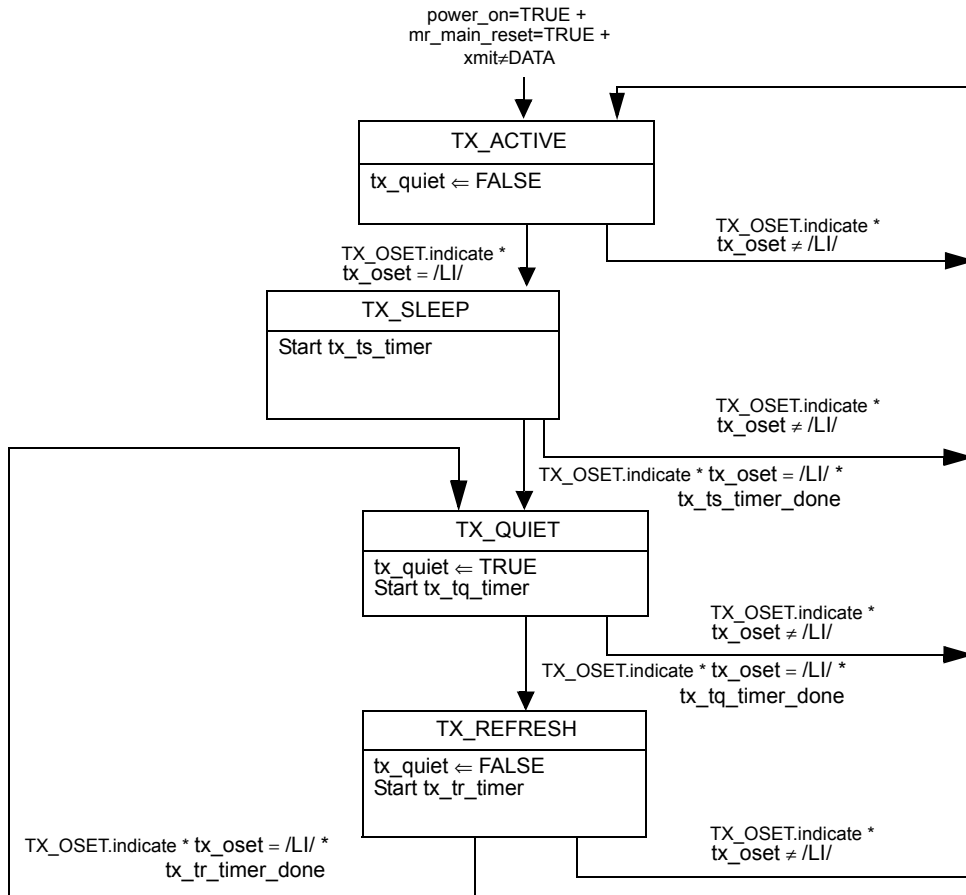 power_on=TRUE +
mr_main_reset=TRUE +
xmit≠DATA
TX_ACTIVE
tx_quiet ⇐ FALSE
TX_OSET.indicate *
tx_oset = /LI/
TX_OSET.indicate *
tx_oset ≠ /LI/
TX_SLEEP
Start tx_ts_timer
TX_OSET.indicate *
tx_oset ≠ /LI/
TX_OSET.indicate * tx_oset = /LI/ *
tx_ts_timer_done
TX_QUIET
tx_quiet ⇐ TRUE
Start tx_tq_timer
TX_OSET.indicate *
tx_oset ≠ /LI/
TX_OSET.indicate * tx_oset = /LI/ *
tx_tq_timer_done
TX_REFRESH
tx_quiet ⇐ FALSE
Start tx_tr_timer
TX_OSET.indicate * tx_oset = /LI/ *
tx_tr_timer_done
TX_OSET.indicate *
tx_oset ≠ /LI/